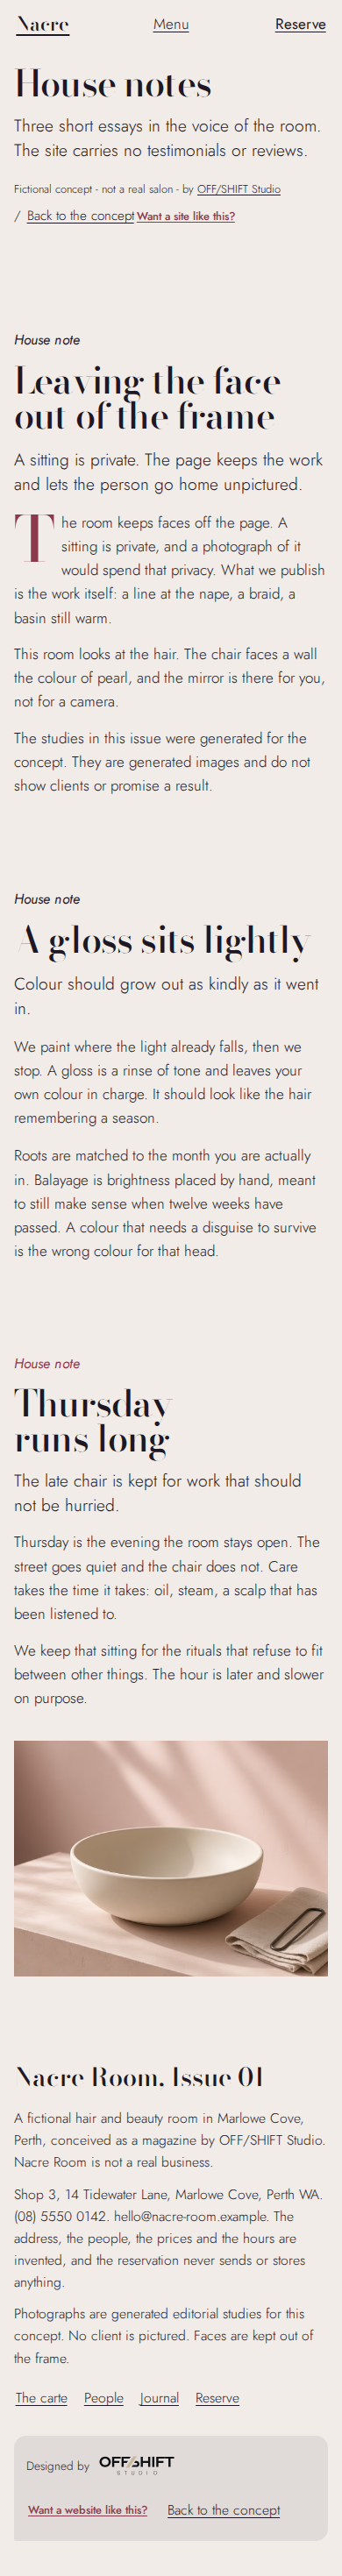 Nacre Menu Reserve
House notes
Three short essays in the voice of the room.
The site carries no testimonials or reviews.
Fictional concept - not a real salon - by OFF/SHIFT Studio
/ Back to the concept Want a site like this?
House note
Leaving the face
out of the frame
A sitting is private. The page keeps the work
and lets the person go home unpictured.
The room keeps faces off the page. A
sitting is private, and a photograph of it
would spend that privacy. What we publish
is the work itself: a line at the nape, a braid, a
basin still warm.
This room looks at the hair. The chair faces a wall
the colour of pearl, and the mirror is there for you,
not for a camera.
The studies in this issue were generated for the
concept. They are generated images and do not
show clients or promise a result.
House note
A gloss sits lightly
Colour should grow out as kindly as it went
in.
We paint where the light already falls, then we
stop. A gloss is a rinse of tone and leaves your
own colour in charge. It should look like the hair
remembering a season.
Roots are matched to the month you are actually
in. Balayage is brightness placed by hand, meant
to still make sense when twelve weeks have
passed. A colour that needs a disguise to survive
is the wrong colour for that head.
House note
Thursday
runs long
The late chair is kept for work that should
not be hurried.
Thursday is the evening the room stays open. The
street goes quiet and the chair does not. Care
takes the time it takes: oil, steam, a scalp that has
been listened to.
We keep that sitting for the rituals that refuse to fit
between other things. The hour is later and slower
on purpose.
Nacre Room, Issue 01
A fictional hair and beauty room in Marlowe Cove,
Perth, conceived as a magazine by OFF/SHIFT Studio.
Nacre Room is not a real business.
Shop 3, 14 Tidewater Lane, Marlowe Cove, Perth WA.
(08) 5550 0142. hello@nacre-room.example. The
address, the people, the prices and the hours are
invented, and the reservation never sends or stores
anything.
Photographs are generated editorial studies for this
concept. No client is pictured. Faces are kept out of
the frame.
The carte People Journal Reserve
Designed by OFF/SHIFT
STUDIO
Want a website like this? Back to the concept